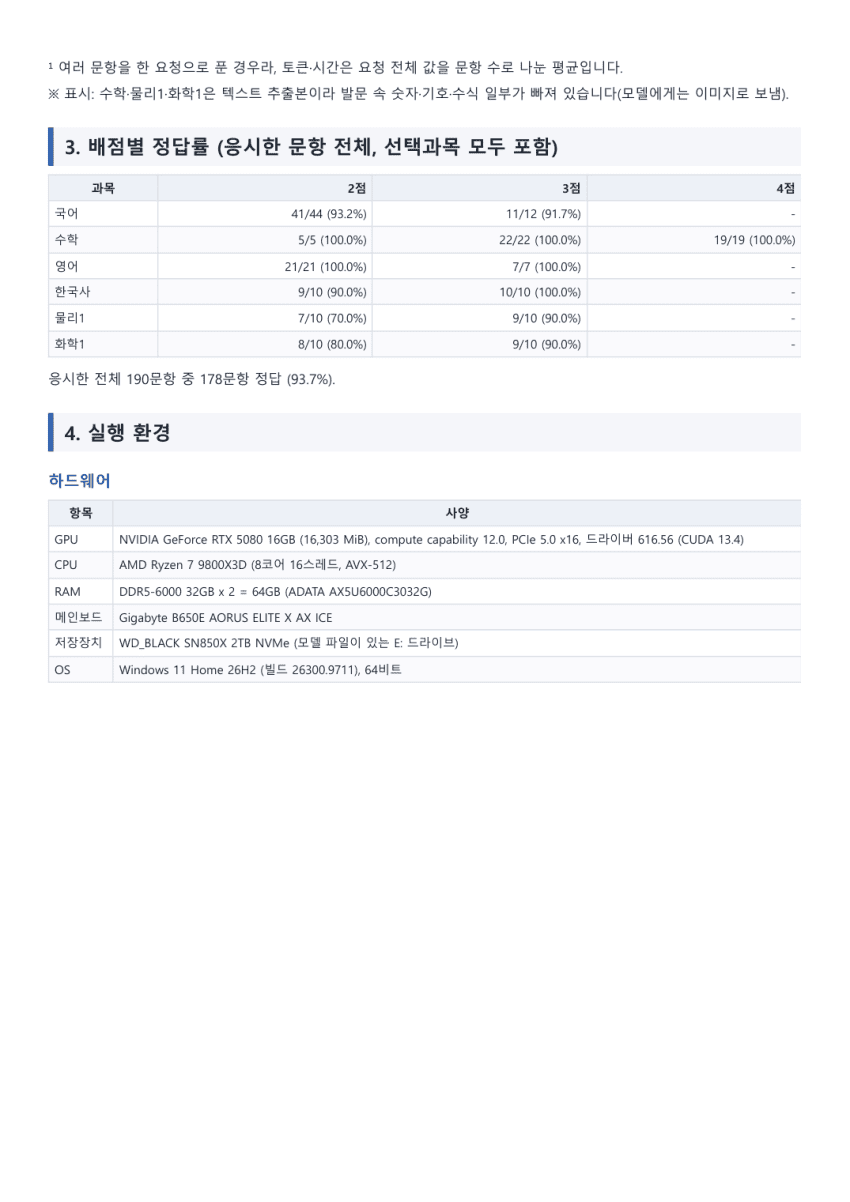 ¹ 여러 문항을 한 요청으로 푼 경우라, 토큰·시간은 요청 전체 값을 문항 수로 나눈 평균입니다.
※ 표시: 수학·물리1·화학1은 텍스트 추출본이라 발문 속 숫자·기호·수식 일부가 빠져 있습니다(모델에게는 이미지로 보냄).
3. 배점별 정답률 (응시한 문항 전체, 선택과목 모두 포함)
과목 2점 3점 4점
국어 41/44 (93.2%) 11/12 (91.7%) -
수학 5/5 (100.0%) 22/22 (100.0%) 19/19 (100.0%)
영어 21/21 (100.0%) 7/7 (100.0%) -
한국사 9/10 (90.0%) 10/10 (100.0%) -
물리1 7/10 (70.0%) 9/10 (90.0%) -
화학1 8/10 (80.0%) 9/10 (90.0%) -
응시한 전체 190문항 중 178문항 정답 (93.7%).
4. 실행 환경
하드웨어
항목 사양
GPU NVIDIA GeForce RTX 5080 16GB (16,303 MiB), compute capability 12.0, PCIe 5.0 x16, 드라이버 616.56 (CUDA 13.4)
CPU AMD Ryzen 7 9800X3D (8코어 16스레드, AVX-512)
RAM DDR5-6000 32GB x 2 = 64GB (ADATA AX5U6000C3032G)
메인보드 Gigabyte B650E AORUS ELITE X AX ICE
저장장치 WD_BLACK SN850X 2TB NVMe (모델 파일이 있는 E: 드라이브)
OS Windows 11 Home 26H2 (빌드 26300.9711), 64비트